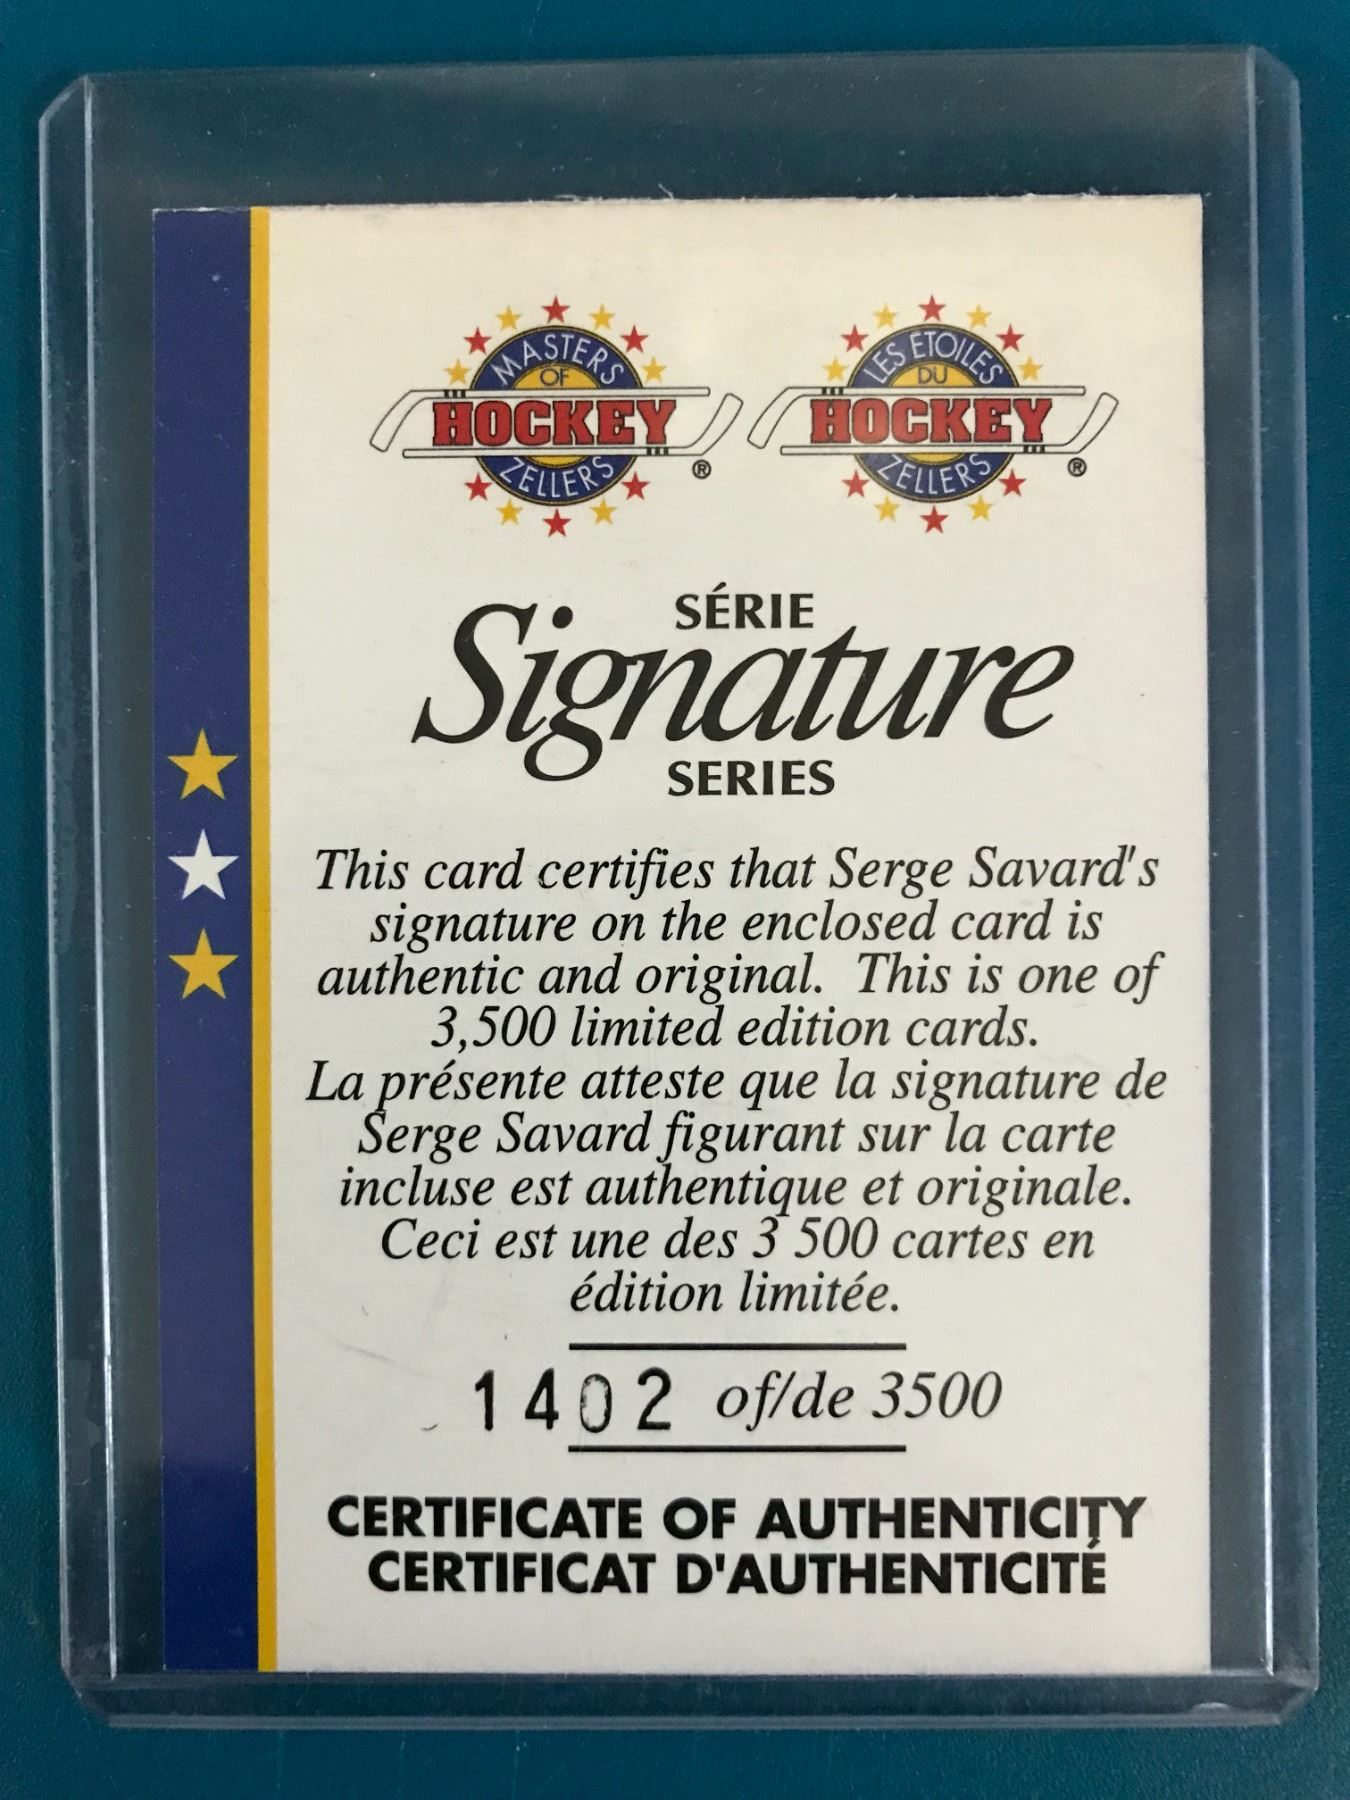 MASTERS
OF
HOCKEY
ZELLERS
®
LES ETOILES
DU
HOCKEY
ZELLERS
®
SÉRIE
Signature
SERIES
This card certifies that Serge Savard's
signature on the enclosed card is
authentic and original. This is one of
3,500 limited edition cards.
La présente atteste que la signature de
Serge Savard figurant sur la carte
incluse est authentique et originale.
Ceci est une des 3 500 cartes en
édition limitée.
1402 of/de 3500
CERTIFICATE OF AUTHENTICITY
CERTIFICAT D'AUTHENTICITÉ